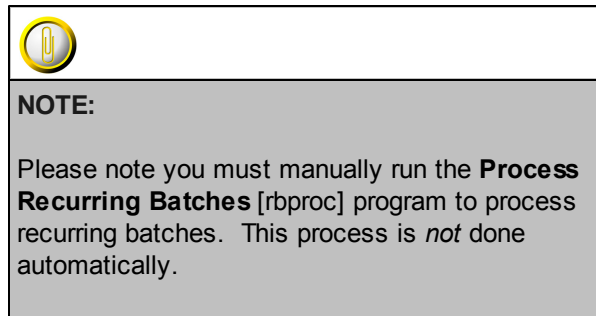 NOTE:
Please note you must manually run the Process
Recurring Batches [rbproc] program to process
recurring batches.  This process is not done
automatically.